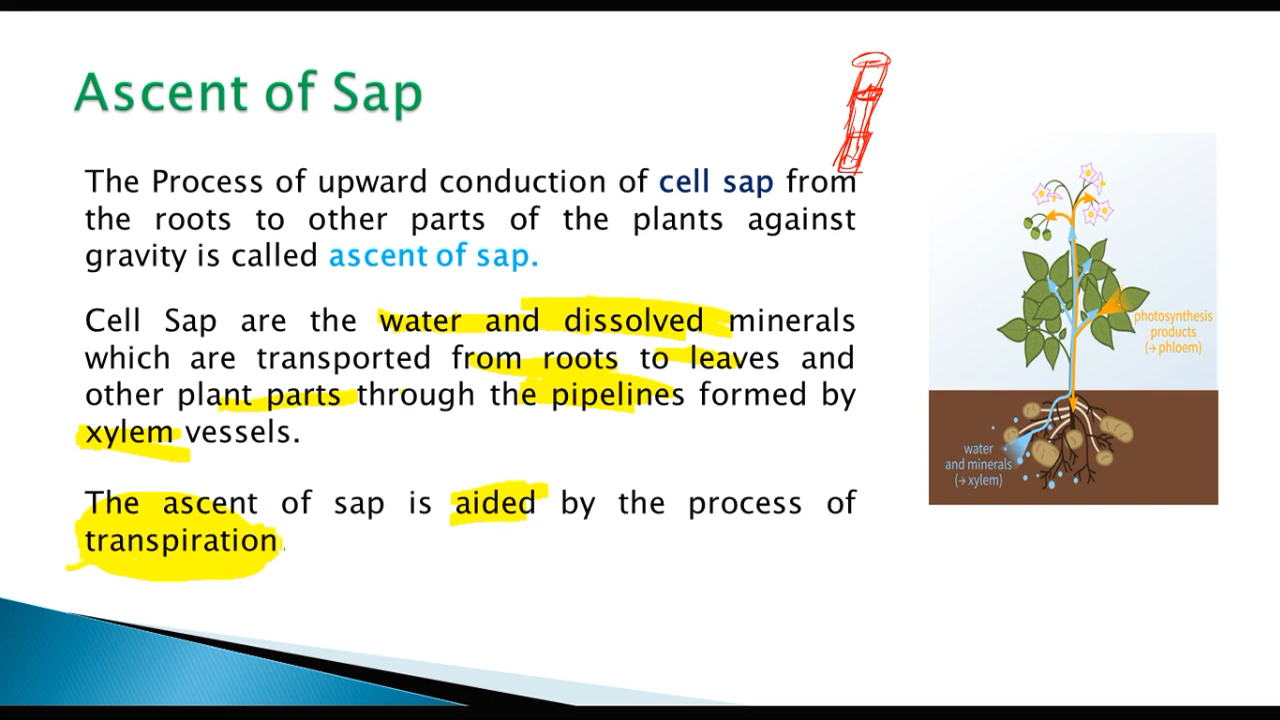 Ascent of Sap
The Process of upward conduction of cell sap from
the roots to other parts of the plants against
gravity is called ascent of sap.
Cell Sap are the water and dissolved minerals
which are transported from roots to leaves and
other plant parts through the pipelines formed by
xylem vessels.
The ascent of sap is aided by the process of
transpiration.
photosynthesis
products
(→ phloem)
water
and minerals
(→ xylem)